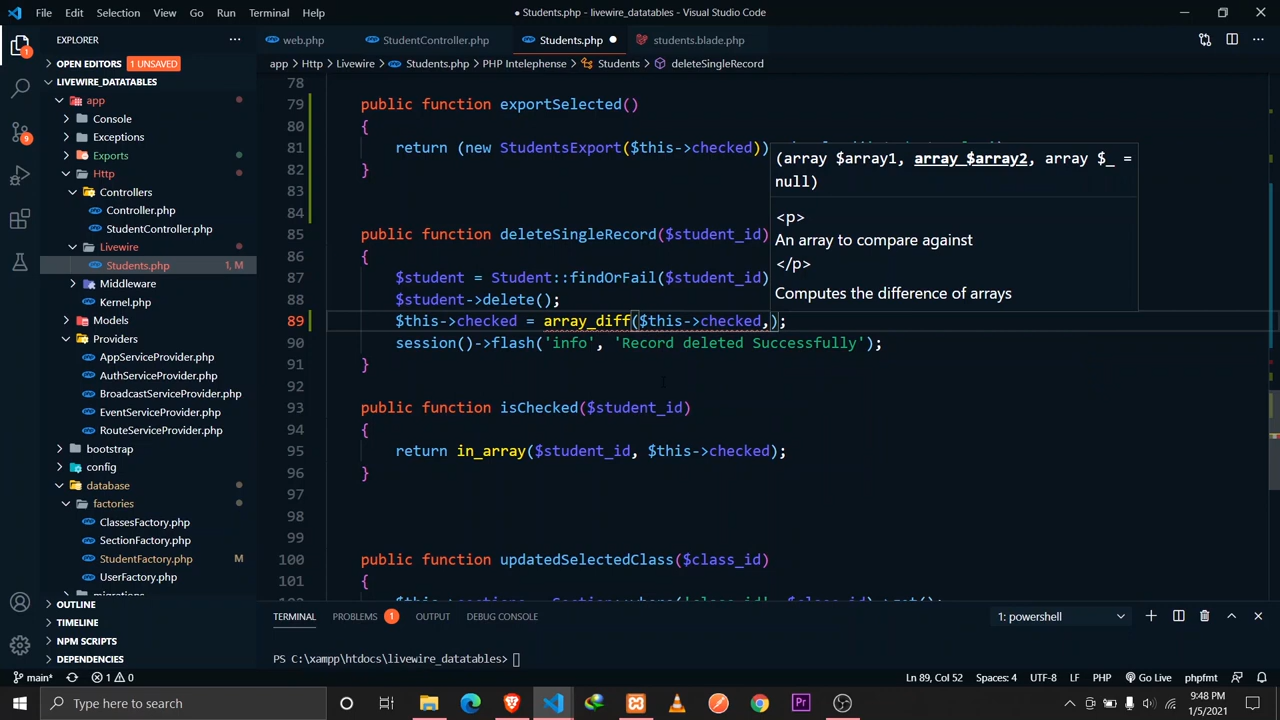 File Edit Selection View Go Run Terminal Help
● Students.php - livewire_datatables - Visual Studio Code
EXPLORER
web.php StudentController.php Students.php ● students.blade.php
OPEN EDITORS 1 UNSAVED
app > Http > Livewire > Students.php > PHP Intelephense > Students > deleteSingleRecord
LIVEWIRE_DATATABLES
app
Console
Exceptions
Exports
Http
Controllers
Controller.php
StudentController.php
Livewire
Students.php 1, M
Middleware
Kernel.php
Models
Providers
AppServiceProvider.php
AuthServiceProvider.php
BroadcastServiceProvider.php
EventServiceProvider.php
RouteServiceProvider.php
bootstrap
config
database
factories
ClassesFactory.php
SectionFactory.php
StudentFactory.php M
UserFactory.php
migrations
OUTLINE
TIMELINE
NPM SCRIPTS
DEPENDENCIES
78
79 public function exportSelected()
80 {
81 return (new StudentsExport($this->checked))
82 }
83
84
85 public function deleteSingleRecord($student_id)
86 {
87 $student = Student::findOrFail($student_id)
88 $student->delete();
89 $this->checked = array_diff($this->checked,);
90 session()->flash('info', 'Record deleted Successfully');
91 }
92
93 public function isChecked($student_id)
94 {
95 return in_array($student_id, $this->checked);
96 }
97
98
99
100 public function updatedSelectedClass($class_id)
101 {
(array $array1, array $array2, array $_ =
null)
<p>
An array to compare against
</p>
Computes the difference of arrays
TERMINAL PROBLEMS 1 OUTPUT DEBUG CONSOLE
1: powershell
PS C:\xampp\htdocs\livewire_datatables>
main* 1 0
Ln 89, Col 52 Spaces: 4 UTF-8 LF PHP Go Live phpfmt
Type here to search
9:48 PM
1/5/2021